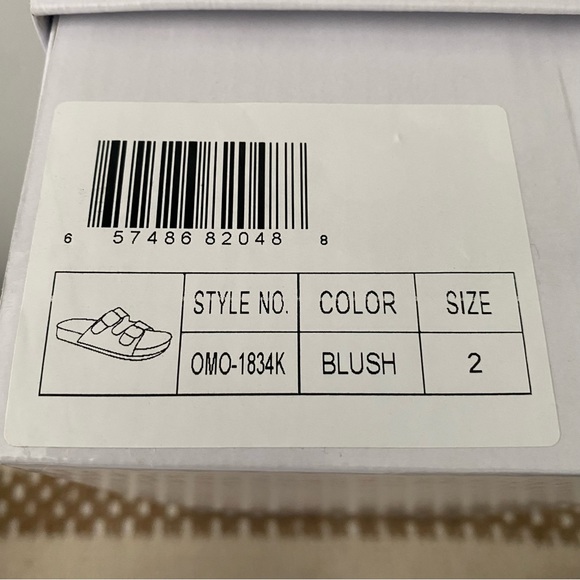 6 57486 82048 8
STYLE NO. COLOR SIZE
OMO-1834K BLUSH 2